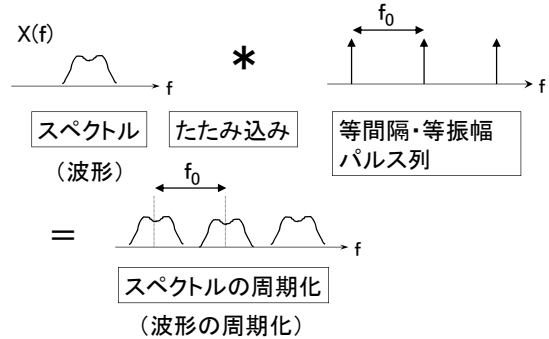 X(f)
f
*
f0
f
スペクトル
(波形)
たたみ込み
等間隔・等振幅
パルス列
=
f0
f
スペクトルの周期化
(波形の周期化)